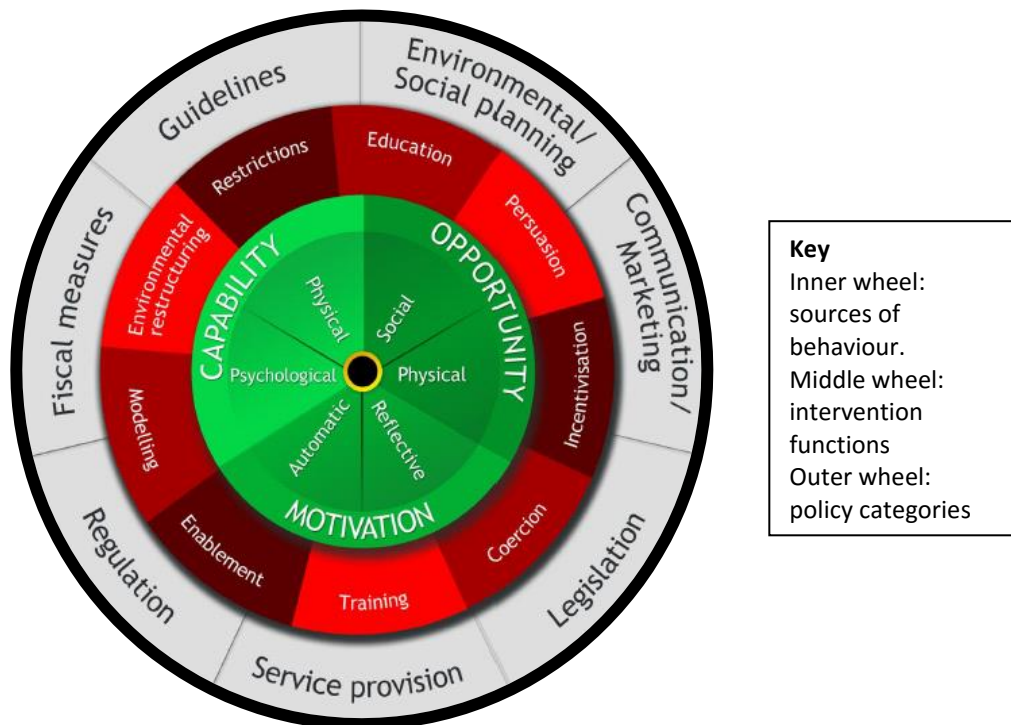 Guidelines
Environmental/
Social planning
Communication/
Marketing
Legislation
Service provision
Regulation
Fiscal measures
Restrictions
Education
Persuasion
Incentivisation
Coercion
Training
Enablement
Modelling
Environmental
restructuring
CAPABILITY
OPPORTUNITY
MOTIVATION
Physical
Social
Psychological
Physical
Automatic
Reflective
Key
Inner wheel:
sources of
behaviour.
Middle wheel:
intervention
functions
Outer wheel:
policy categories